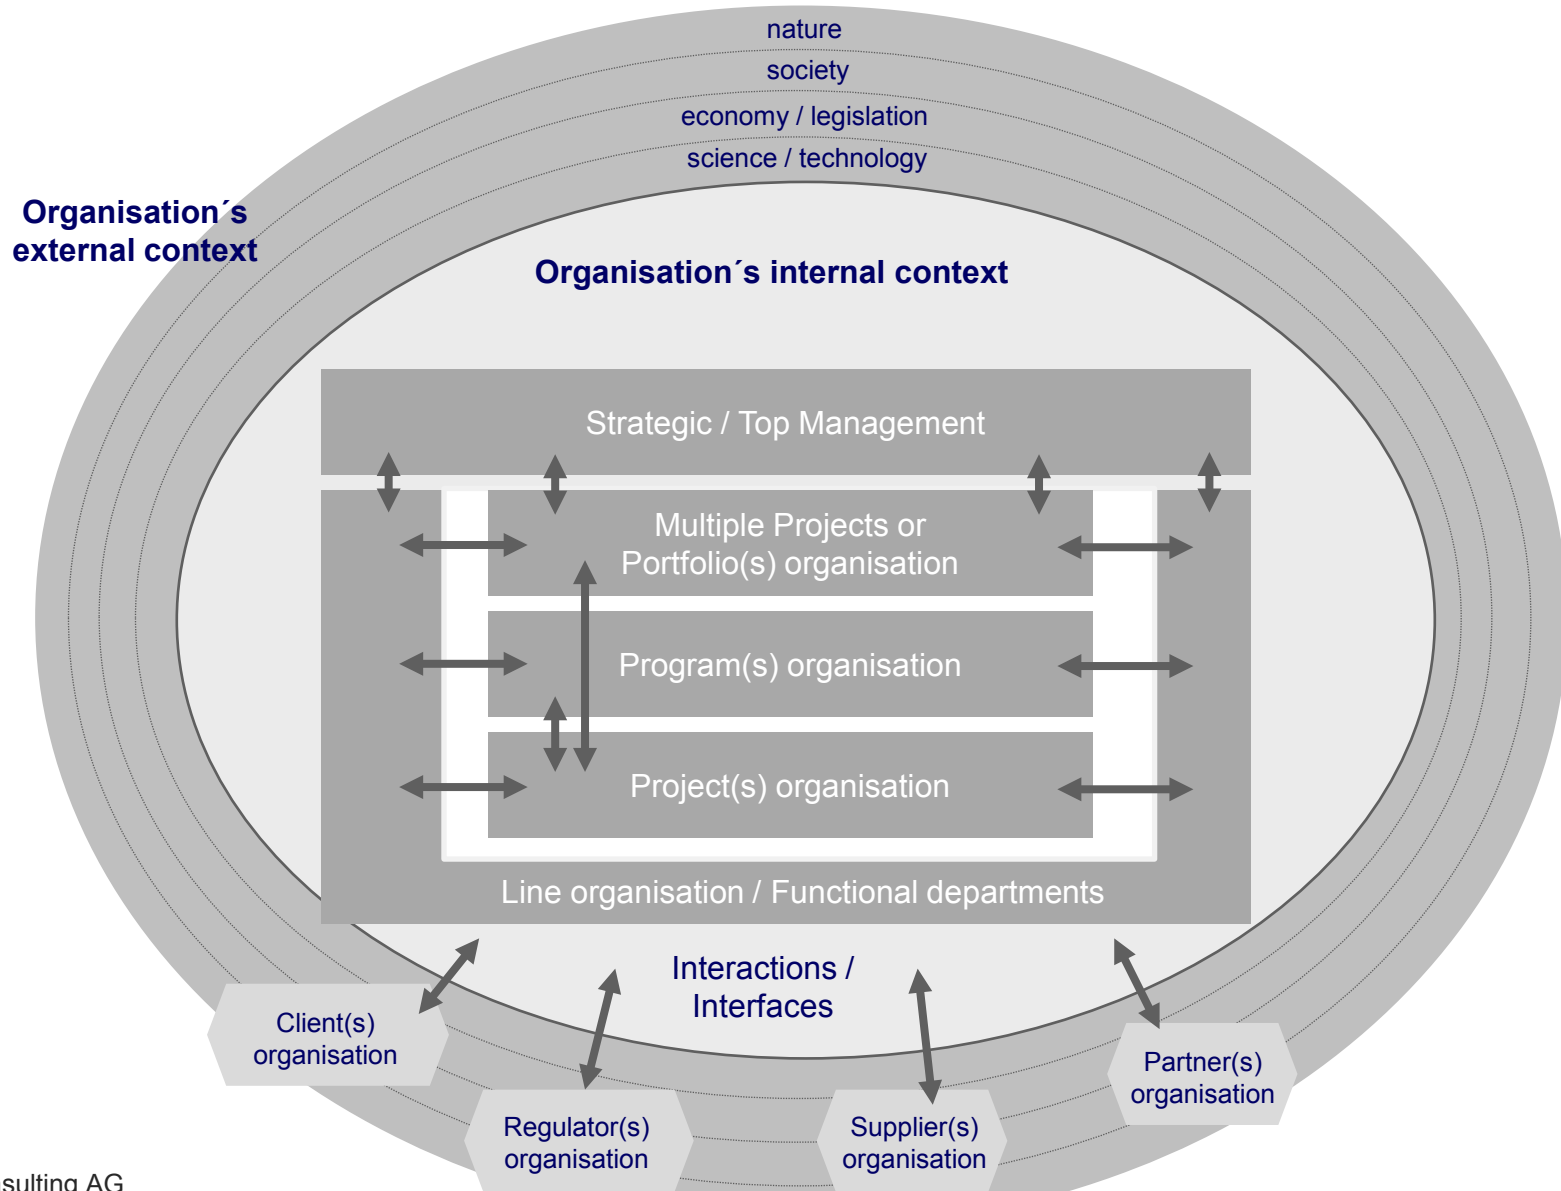 nature
society
economy / legislation
science / technology
Organisation´s
external context
Organisation´s internal context
Strategic / Top Management
Multiple Projects or
Portfolio(s) organisation
Program(s) organisation
Project(s) organisation
Line organisation / Functional departments
Interactions /
Interfaces
Client(s)
organisation
Regulator(s)
organisation
Supplier(s)
organisation
Partner(s)
organisation
AG